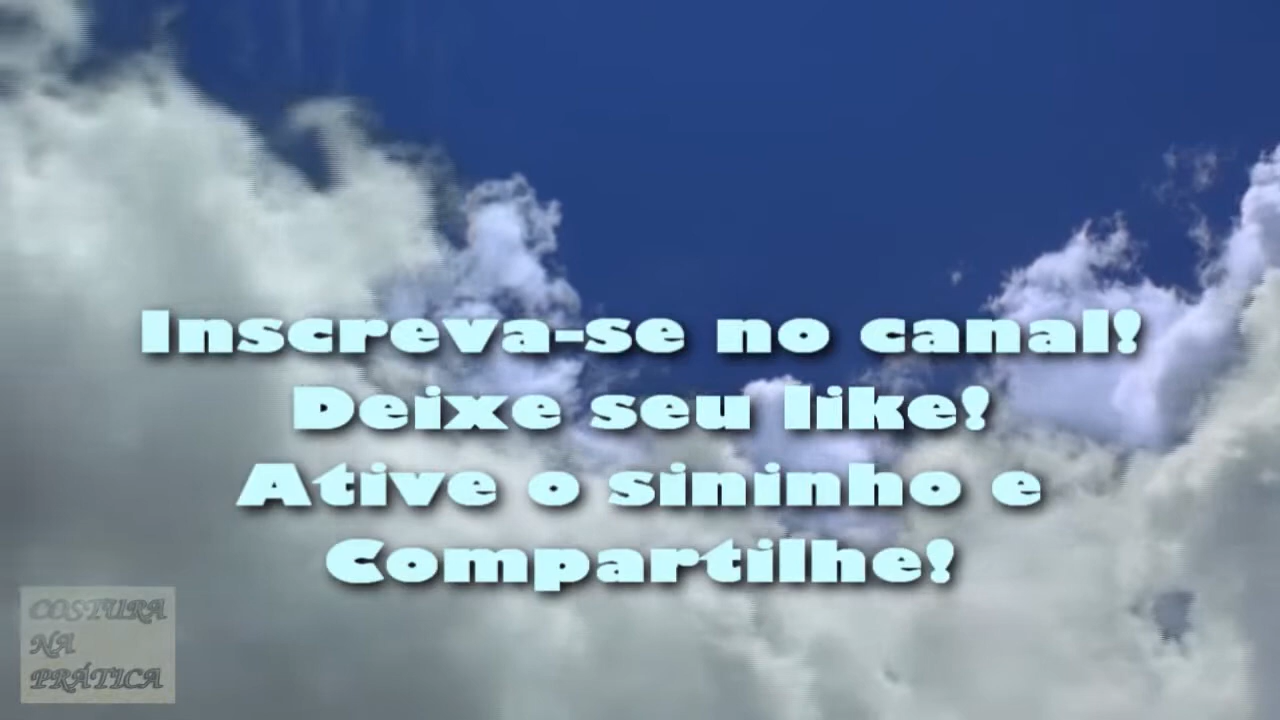 Inscreva-se no canal!
Deixe seu like!
Ative o sininho e
Compartilhe!
COSTURA
NA
PRÁTICA